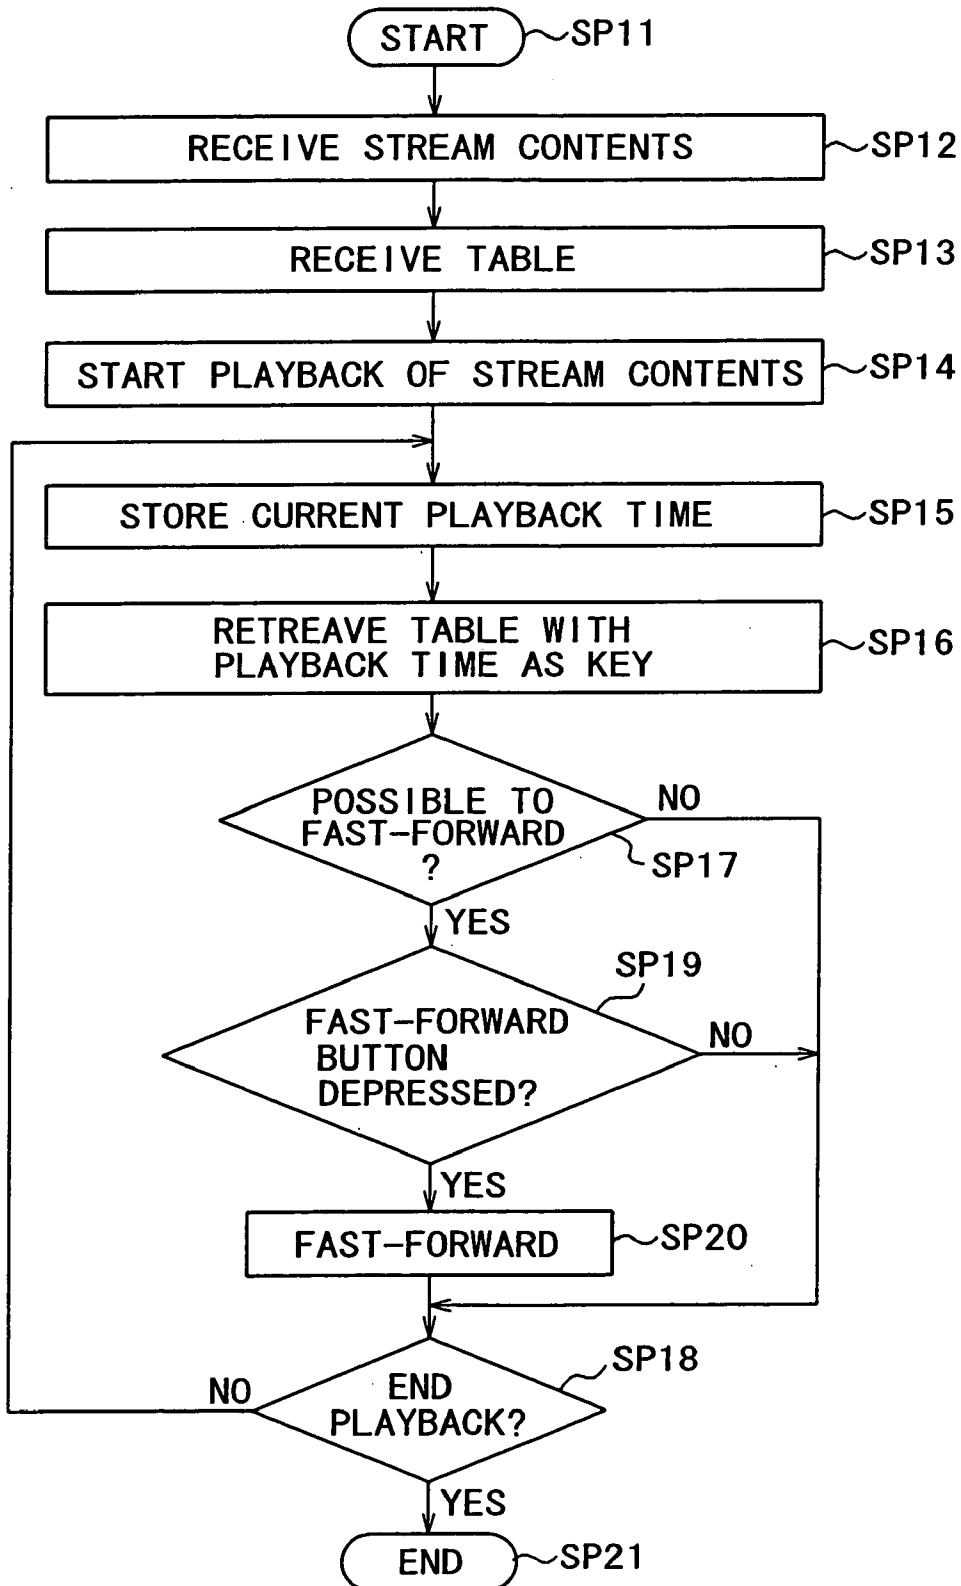 START
SP11
RECEIVE STREAM CONTENTS
SP12
RECEIVE TABLE
SP13
START PLAYBACK OF STREAM CONTENTS
SP14
STORE CURRENT PLAYBACK TIME
SP15
RETREAVE TABLE WITH
PLAYBACK TIME AS KEY
SP16
POSSIBLE TO
FAST-FORWARD
?
NO
SP17
YES
SP19
FAST-FORWARD
BUTTON
DEPRESSED?
NO
YES
FAST-FORWARD
SP20
SP18
NO
END
PLAYBACK?
YES
END
SP21